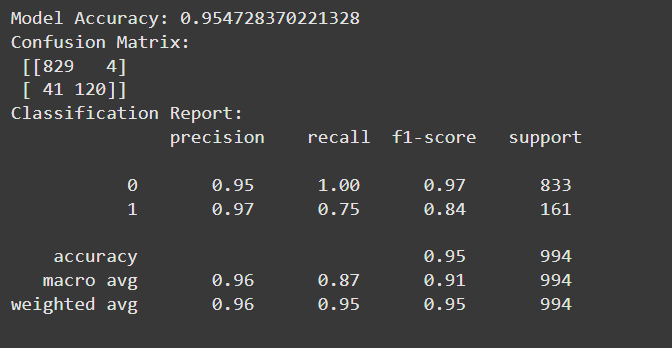 Model Accuracy: 0.954728370221328
Confusion Matrix:
 [[829   4]
 [ 41 120]]
Classification Report:
              precision    recall  f1-score   support

           0       0.95      1.00      0.97       833
           1       0.97      0.75      0.84       161

    accuracy                           0.95       994
   macro avg       0.96      0.87      0.91       994
weighted avg       0.96      0.95      0.95       994